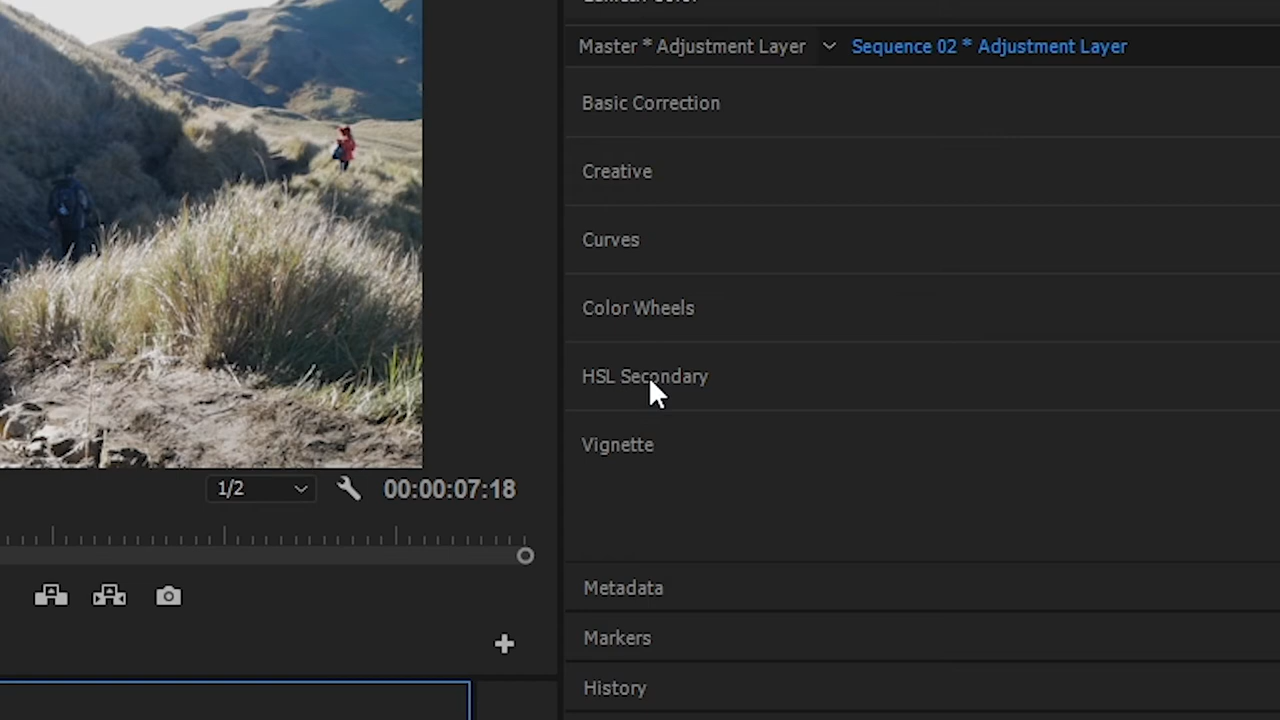 Master * Adjustment Layer Sequence 02 * Adjustment Layer
Basic Correction
Creative
Curves
Color Wheels
HSL Secondary
Vignette
1/2 00:00:07:18
Metadata
Markers
History